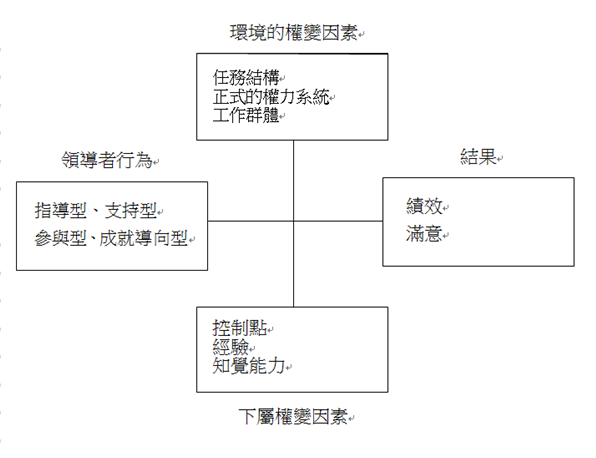 環境的權變因素
任務結構
正式的權力系統
工作群體
領導者行為
指導型、支持型
參與型、成就導向型
結果
績效
滿意
控制點
經驗
知覺能力
下屬權變因素